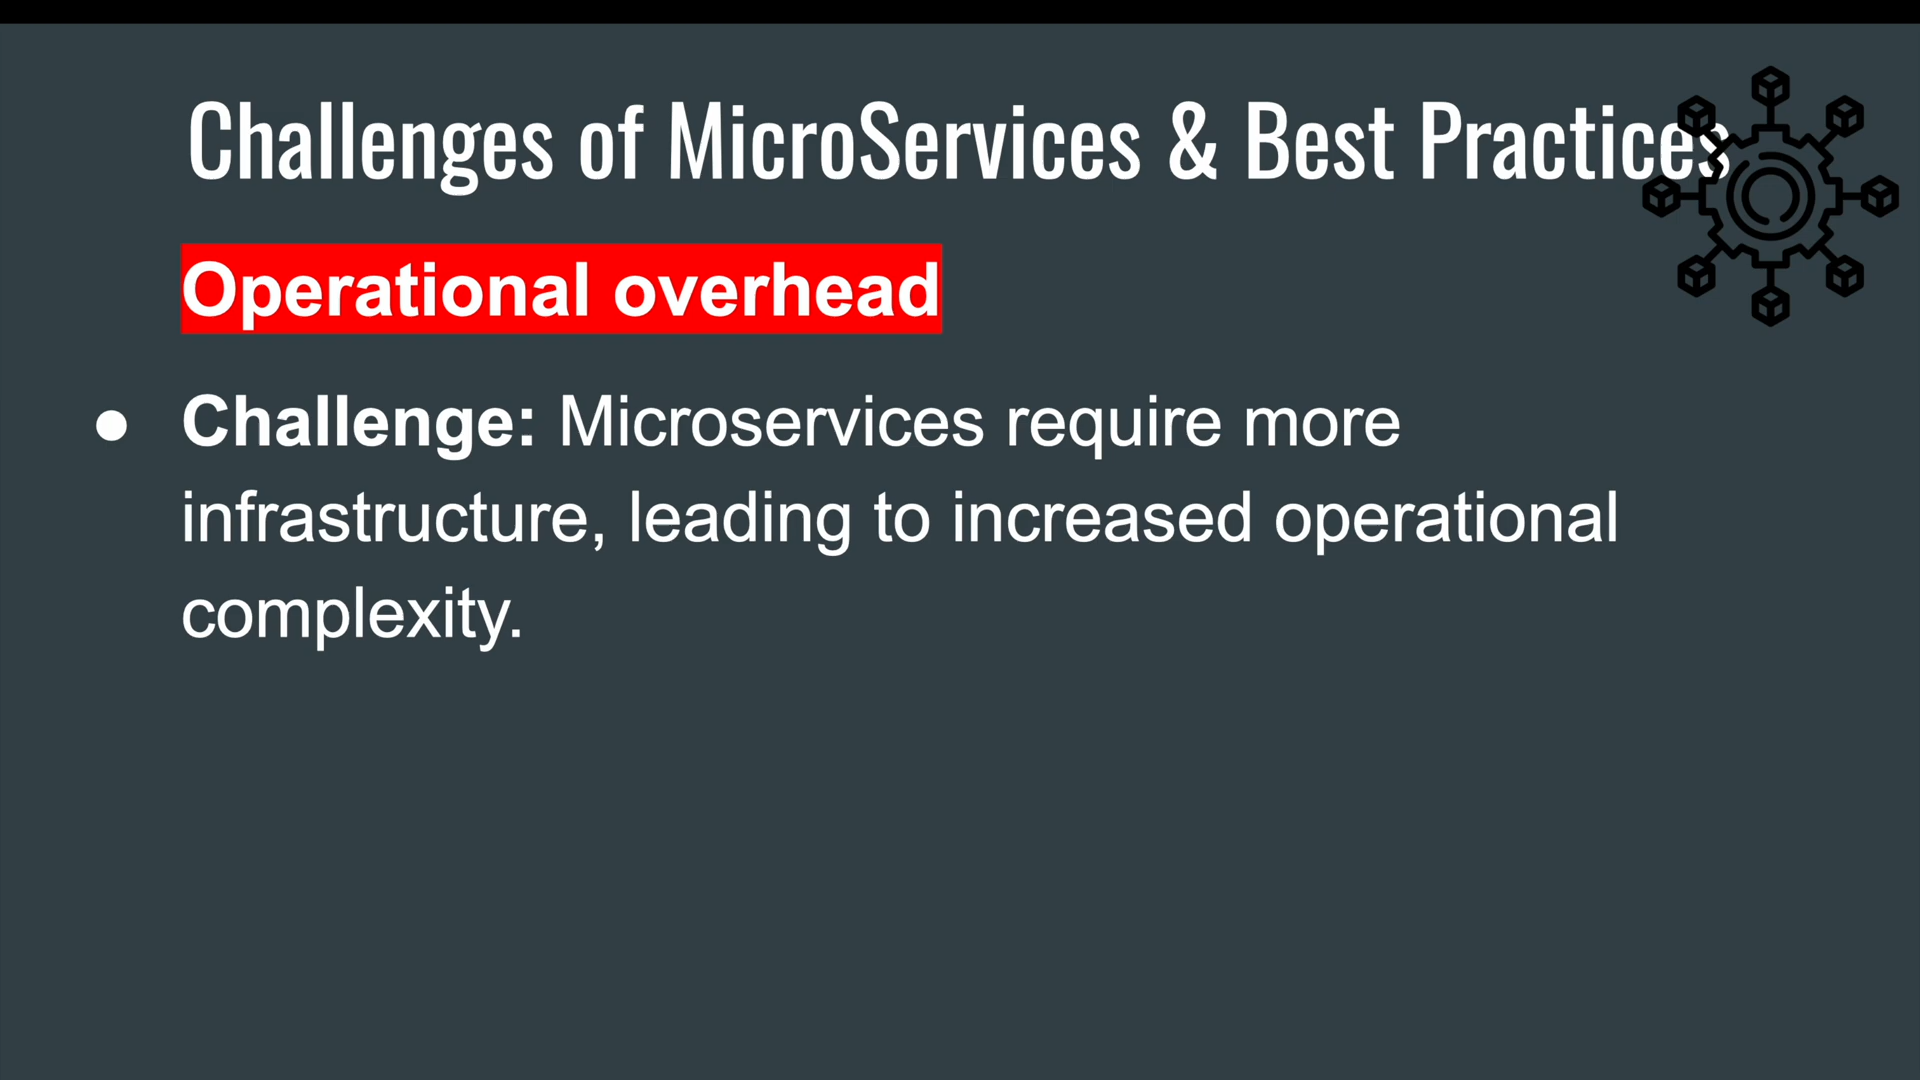 Challenges of MicroServices & Best Practices
Operational overhead
● Challenge: Microservices require more
infrastructure, leading to increased operational
complexity.